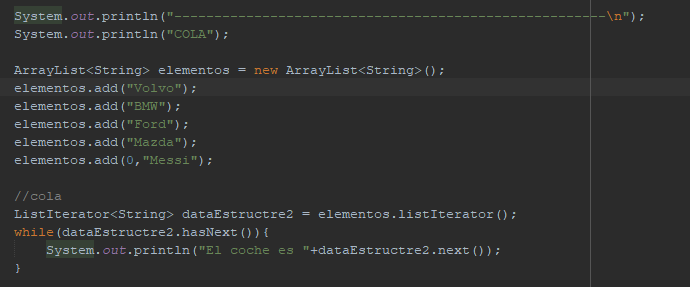 System.out.println("------------------------------------------------------\n");
System.out.println("COLA");
ArrayList<String> elementos = new ArrayList<String>();
elementos.add("Volvo");
elementos.add("BMW");
elementos.add("Ford");
elementos.add("Mazda");
elementos.add(0,"Messi");
//cola
ListIterator<String> dataEstructre2 = elementos.listIterator();
while(dataEstructre2.hasNext()){
System.out.println("El coche es "+dataEstructre2.next());
}